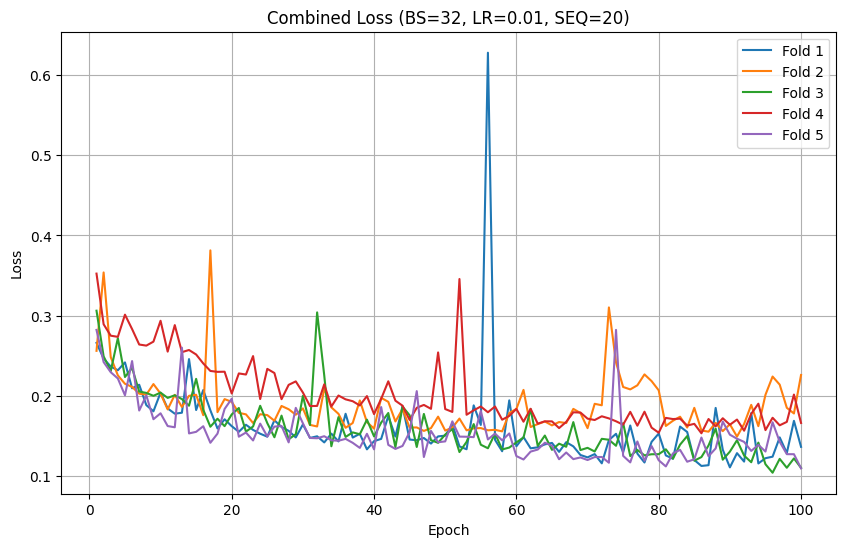 Combined Loss (BS=32, LR=0.01, SEQ=20)
Fold 1
Fold 2
Fold 3
Fold 4
Fold 5
Loss
0.6
0.5
0.4
0.3
0.2
0.1
0 20 40 60 80 100
Epoch